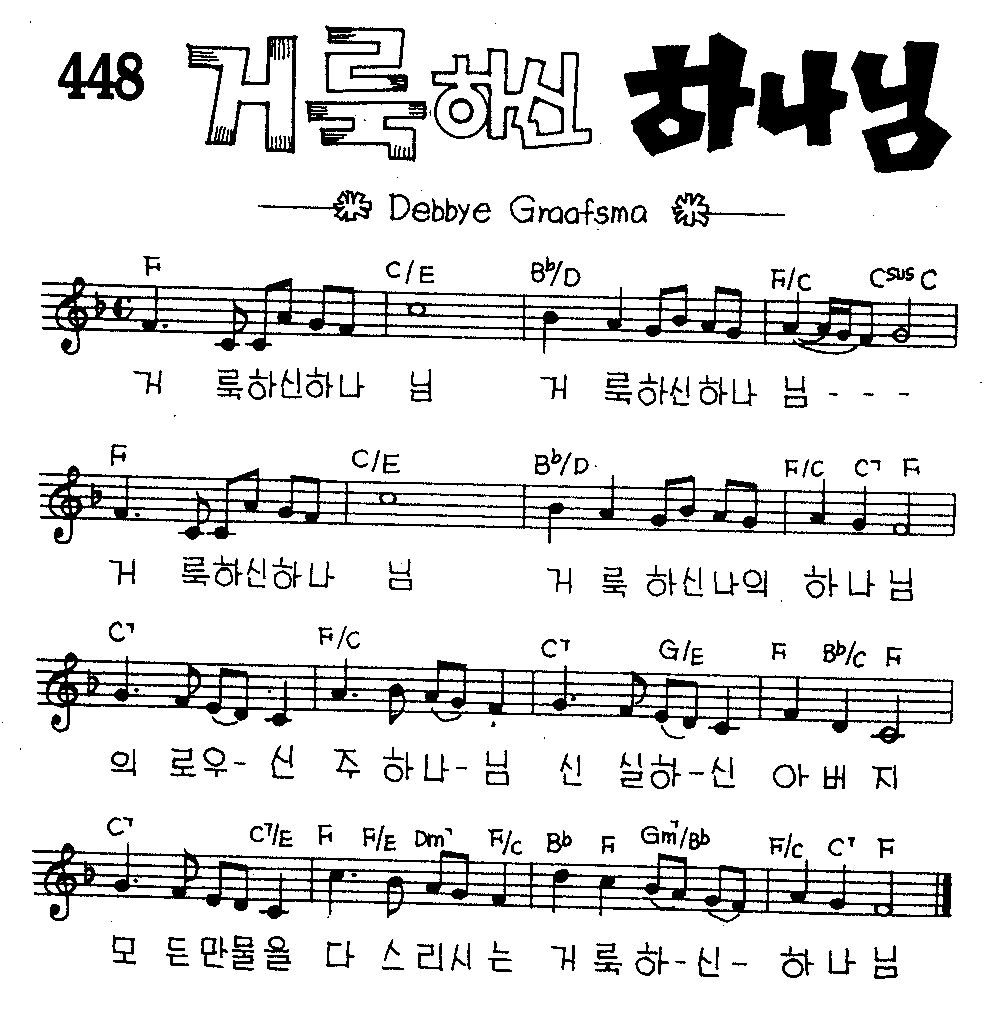 448 거룩하신 하나님
Debbye Graafsma
F C/E B♭/D F/C Csus C
거 룩하신하나 님 거 룩하신하나 님 - - -
F C/E B♭/D F/C C7 F
거 룩하신하나 님 거 룩 하신나의 하나님
C7 F/C C7 G/E F B♭/C F
의 로우- 신 주 하나- 님 신 실하-신 아버지
C7 C7/E F F/E Dm7 F/C B♭ F Gm7/B♭ F/C C7 F
모 든만물을 다 스리시는 거룩하-신- 하나님